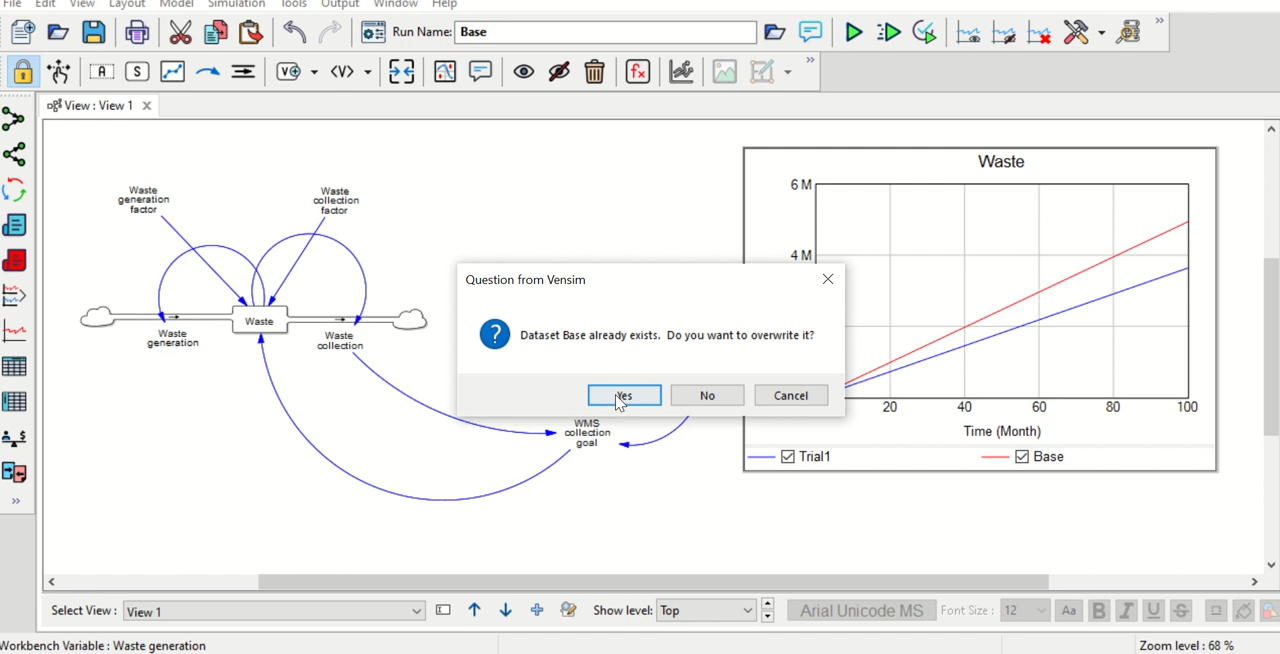 File Edit View Layout Model Simulation Tools Output Window Help
Run Name: Base
A S V <V> fx
View : View 1
Waste
generation
factor
Waste
collection
factor
Waste
Waste
generation
Waste
collection
WMS
collection
goal
Question from Vensim
Dataset Base already exists. Do you want to overwrite it?
Yes No Cancel
Waste
6 M
4 M
20 40 60 80 100
Time (Month)
Trial1 Base
Select View : View 1 Show level: Top Arial Unicode MS Font Size : 12 Aa B I U S
Workbench Variable : Waste generation Zoom level : 68 %